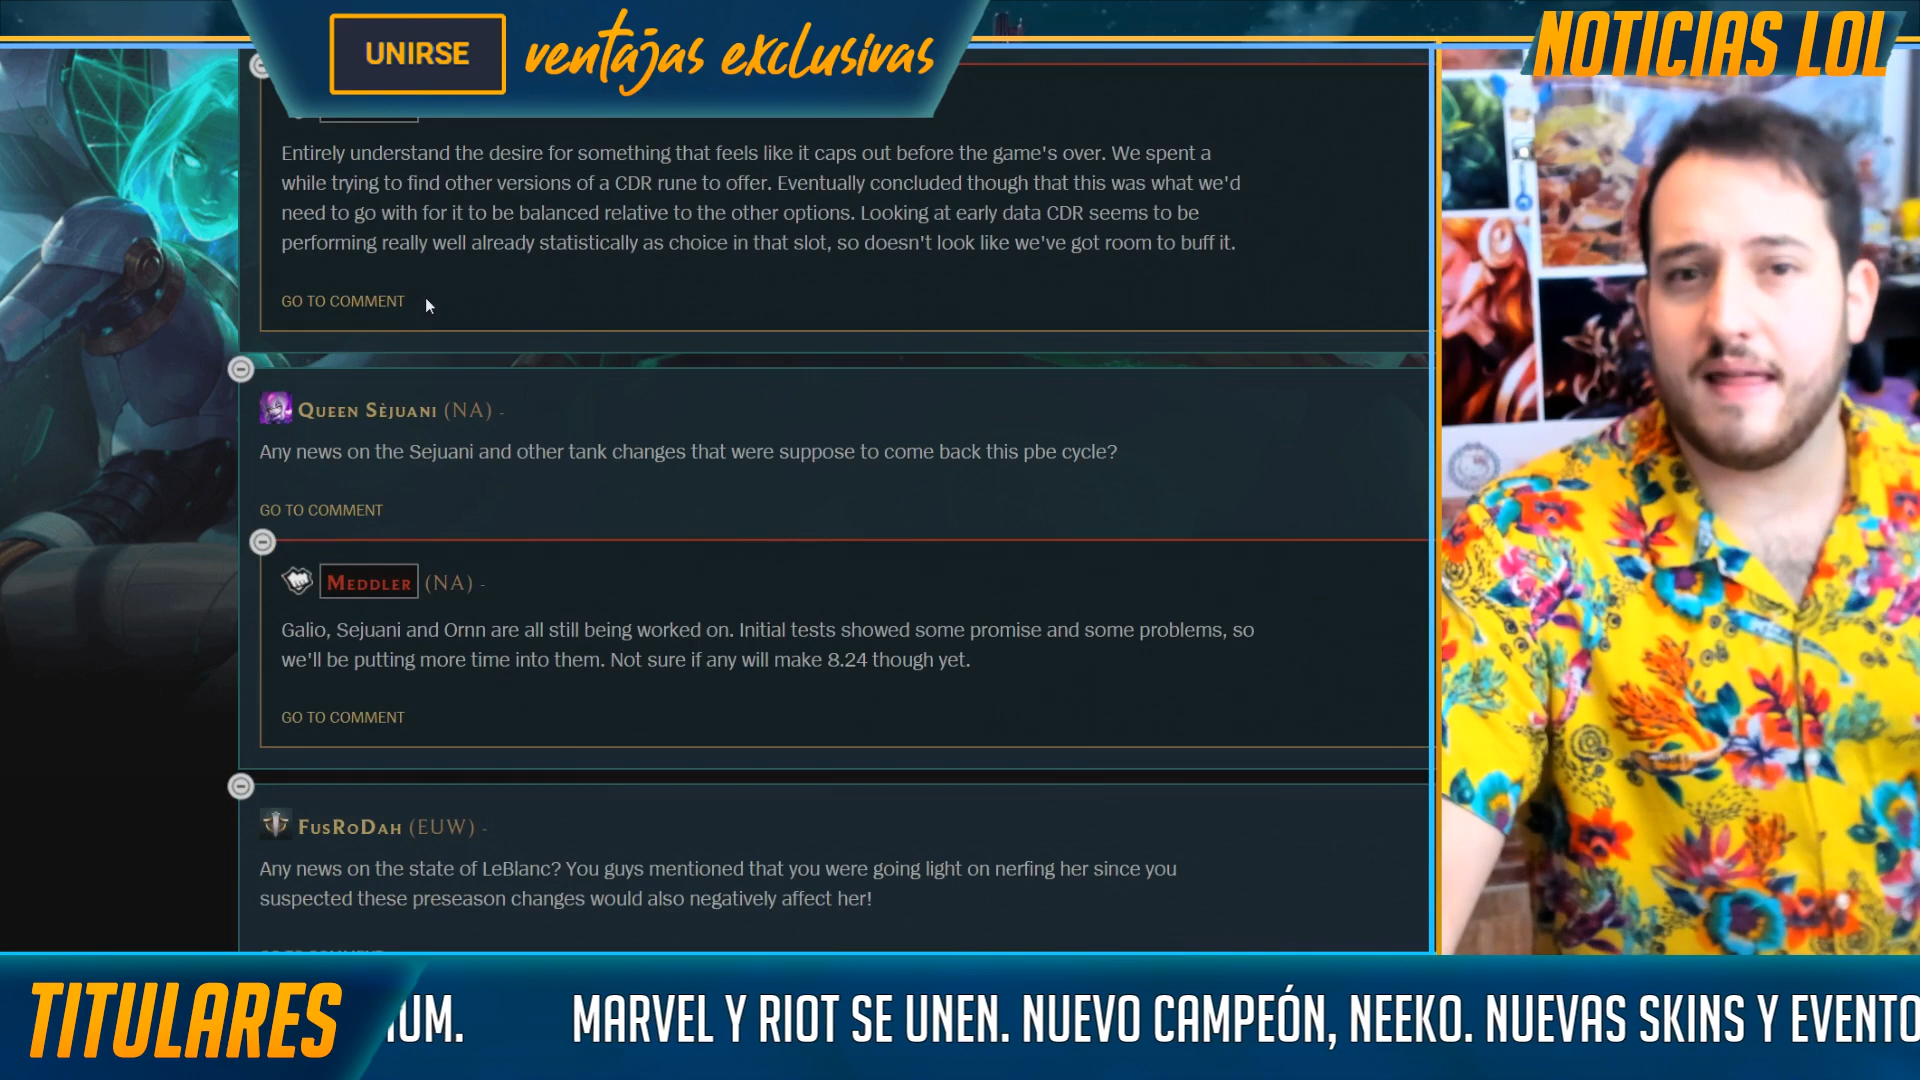 UNIRSE ventajas exclusivas
NOTICIAS LOL
Entirely understand the desire for something that feels like it caps out before the game's over. We spent a
while trying to find other versions of a CDR rune to offer. Eventually concluded though that this was what we'd
need to go with for it to be balanced relative to the other options. Looking at early data CDR seems to be
performing really well already statistically as choice in that slot, so doesn't look like we've got room to buff it.
GO TO COMMENT
Queen Sèjuani (NA) -
Any news on the Sejuani and other tank changes that were suppose to come back this pbe cycle?
GO TO COMMENT
Meddler (NA) -
Galio, Sejuani and Ornn are all still being worked on. Initial tests showed some promise and some problems, so
we'll be putting more time into them. Not sure if any will make 8.24 though yet.
GO TO COMMENT
FusRoDah (EUW) -
Any news on the state of LeBlanc? You guys mentioned that you were going light on nerfing her since you
suspected these preseason changes would also negatively affect her!
TITULARES UM. MARVEL Y RIOT SE UNEN. NUEVO CAMPEÓN, NEEKO. NUEVAS SKINS Y EVENTO